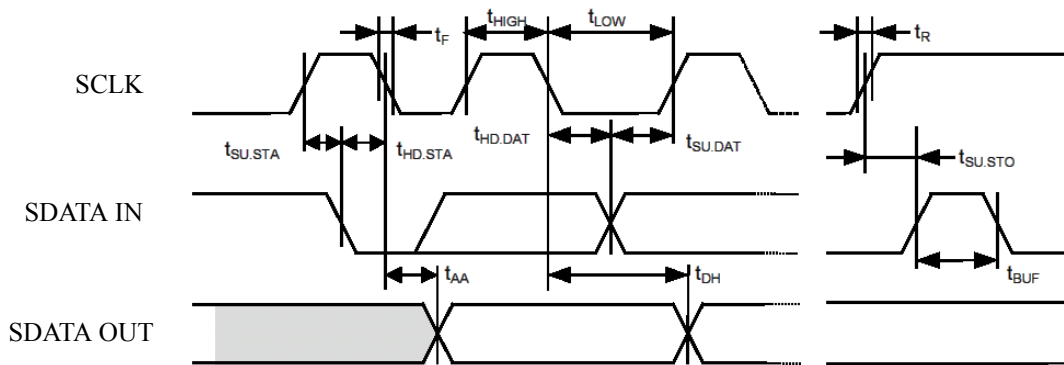 tHIGH tLOW
tF tR
SCLK
tSU.STA tHD.STA tHD.DAT tSU.DAT tSU.STO
SDATA IN
tAA tDH tBUF
SDATA OUT